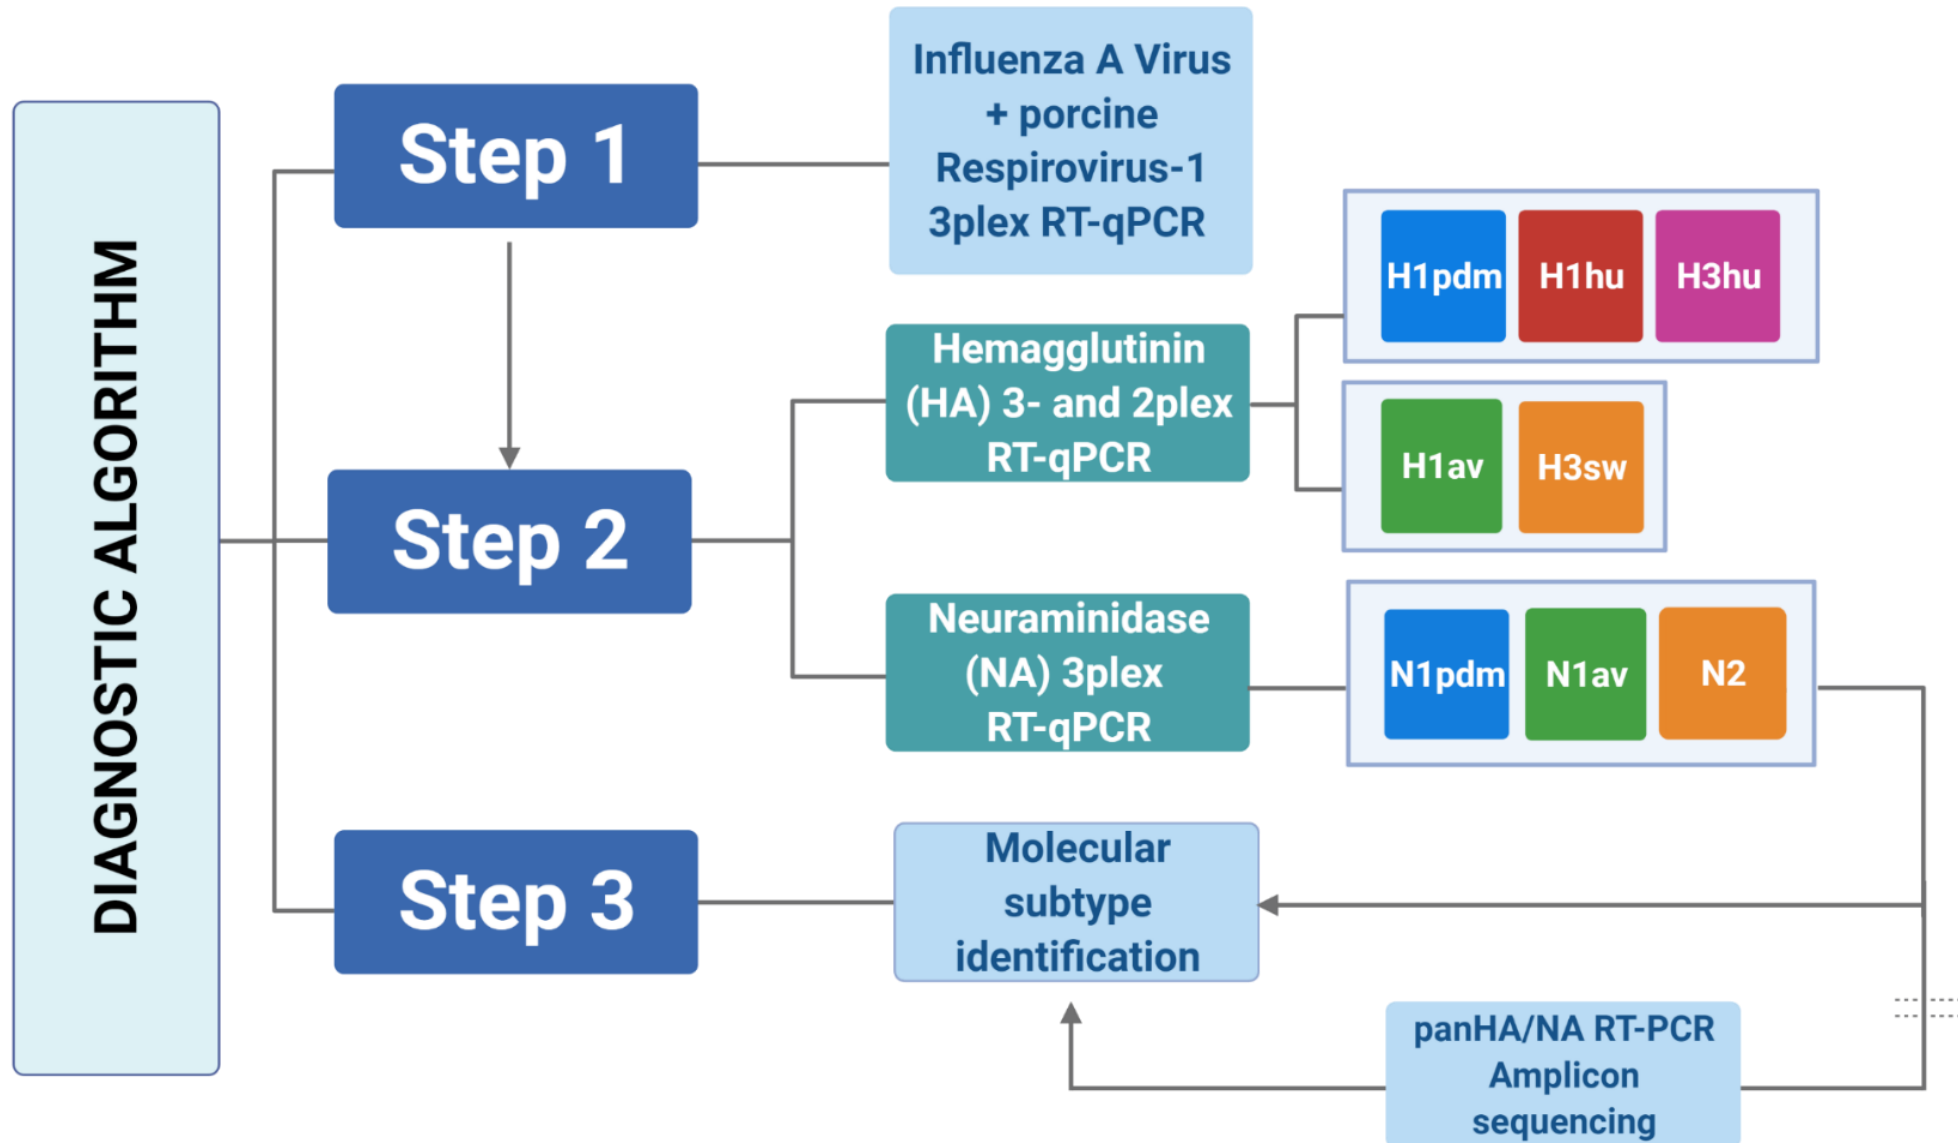 DIAGNOSTIC ALGORITHM
Step 1
Influenza A Virus
+ porcine
Respirovirus-1
3plex RT-qPCR
Step 2
Hemagglutinin
(HA) 3- and 2plex
RT-qPCR
H1pdm
H1hu
H3hu
H1av
H3sw
Neuraminidase
(NA) 3plex
RT-qPCR
N1pdm
N1av
N2
Step 3
Molecular
subtype
identification
panHA/NA RT-PCR
Amplicon
sequencing